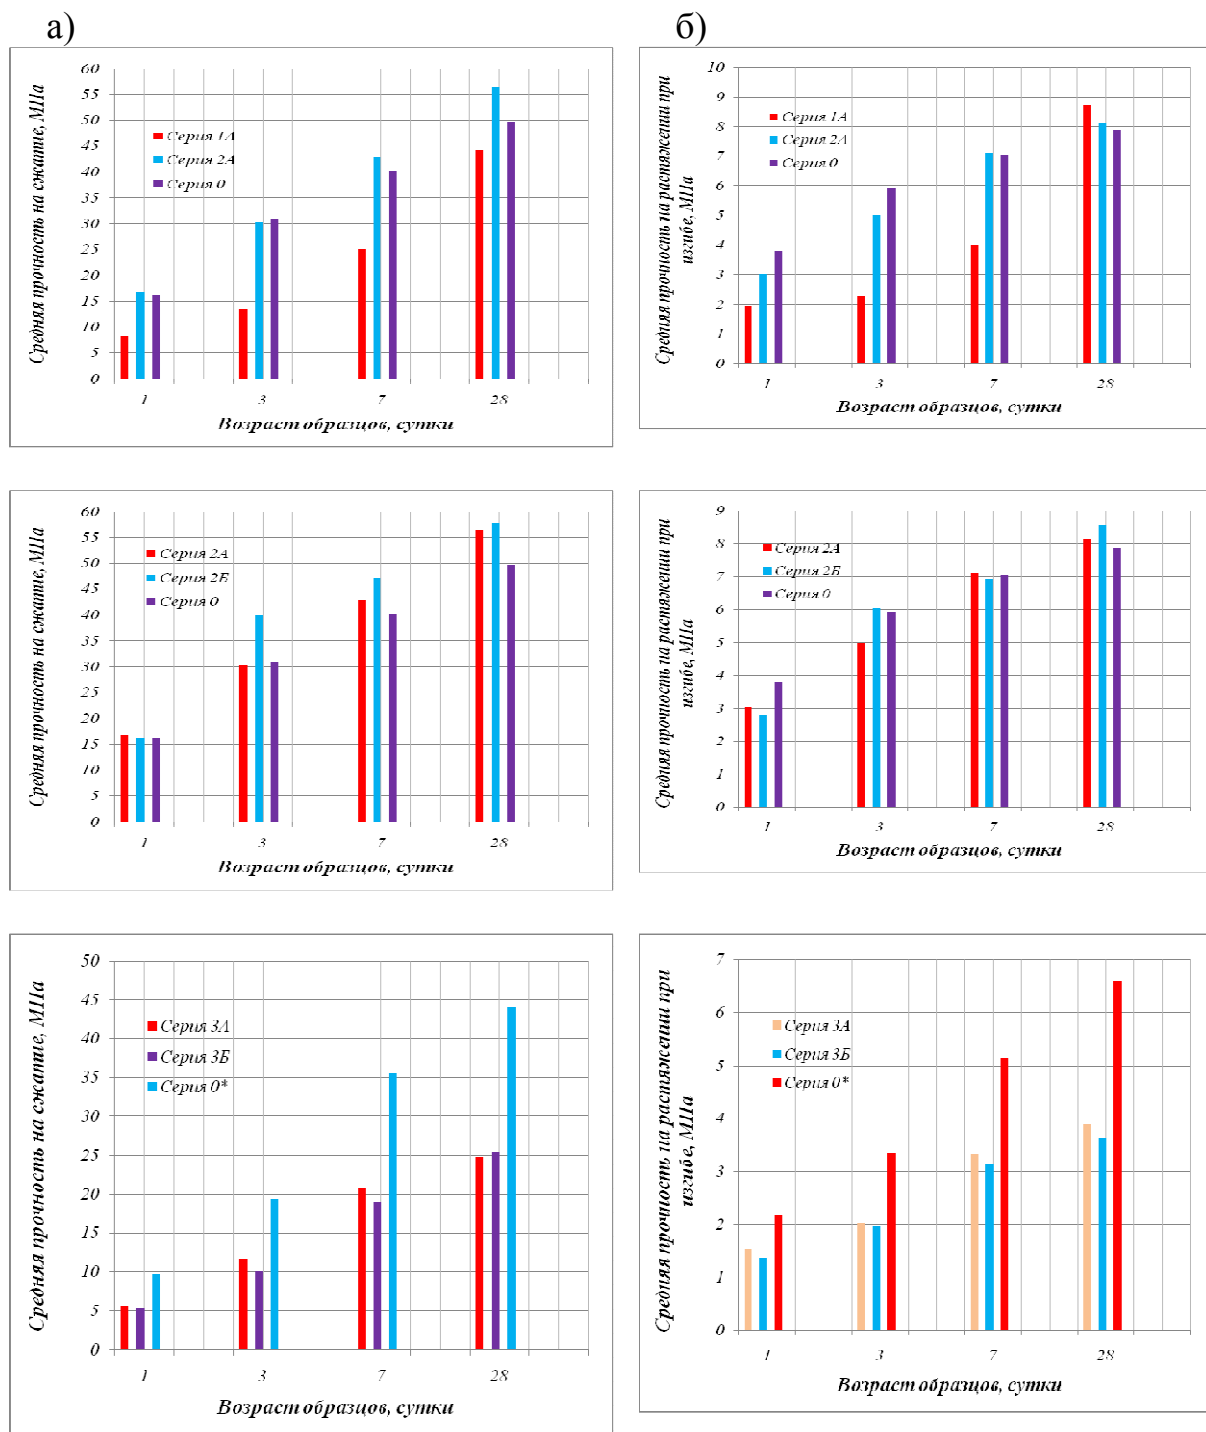 а)
б)
Средняя прочность на сжатие, МПа
60
55
50
45
40
35
30
25
20
15
10
5
0
Серия 1А
Серия 2А
Серия 0
1 3 7 28
Возраст образцов, сутки
Средняя прочность на растяжении при
изгибе, МПа
10
9
8
7
6
5
4
3
2
1
0
Серия 1А
Серия 2А
Серия 0
1 3 7 28
Возраст образцов, сутки
Средняя прочность на сжатие, МПа
60
55
50
45
40
35
30
25
20
15
10
5
0
Серия 2А
Серия 2Б
Серия 0
1 3 7 28
Возраст образцов, сутки
Средняя прочность на растяжении при
изгибе, МПа
9
8
7
6
5
4
3
2
1
0
Серия 2А
Серия 2Б
Серия 0
1 3 7 28
Возраст образцов, сутки
Средняя прочность на сжатие, МПа
50
45
40
35
30
25
20
15
10
5
0
Серия 3А
Серия 3Б
Серия 0*
1 3 7 28
Возраст образцов, сутки
Средняя прочность на растяжении при
изгибе, МПа
7
6
5
4
3
2
1
0
Серия 3А
Серия 3Б
Серия 0*
1 3 7 28
Возраст образцов, сутки